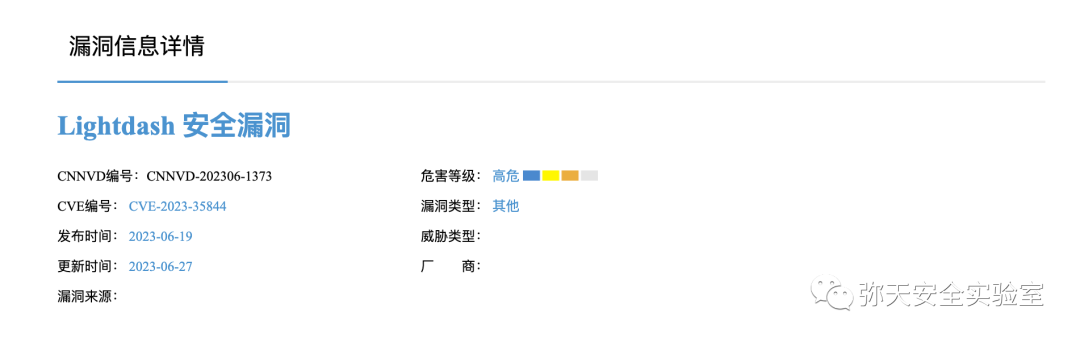 漏洞信息详情
Lightdash 安全漏洞
CNNVD编号：CNNVD-202306-1373
危害等级： 高危
CVE编号： CVE-2023-35844
漏洞类型： 其他
发布时间： 2023-06-19
威胁类型：
更新时间： 2023-06-27
厂 商：
漏洞来源：
弥天安全实验室